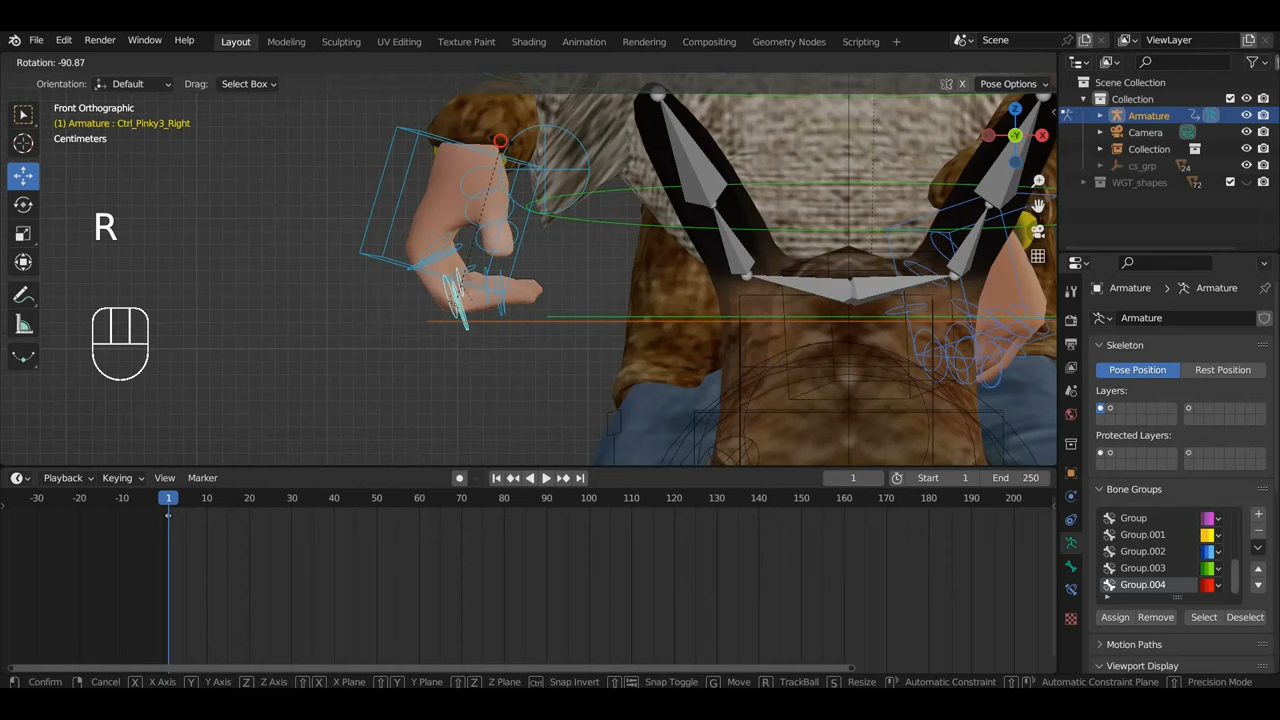 File Edit Render Window Help Layout Modeling Sculpting UV Editing Texture Paint Shading Animation Rendering Compositing Geometry Nodes Scripting + Scene ViewLayer
Rotation: -90.87
Orientation: Default Drag: Select Box X Pose Options
Front Orthographic
(1) Armature : Ctrl_Pinky3_Right
Centimeters
R
Z
X
-Y
Scene Collection
Collection
Armature
Camera
Collection
cs_grp 24
WGT_shapes 72
Armature Armature
Armature
Skeleton
Pose Position Rest Position
Layers:
Protected Layers:
Bone Groups
Group
Group.001
Group.002
Group.003
Group.004
Assign Remove Select Deselect
Motion Paths
Viewport Display
Playback Keying View Marker 1 Start 1 End 250
-30 -20 -10 1 10 20 30 40 50 60 70 80 90 100 110 120 130 140 150 160 170 180 190 200
Confirm Cancel X X Axis Y Y Axis Z Z Axis X X Plane Y Y Plane Z Z Plane Ctrl Snap Invert Snap Toggle G Move R TrackBall S Resize Automatic Constraint Automatic Constraint Plane Precision Mode